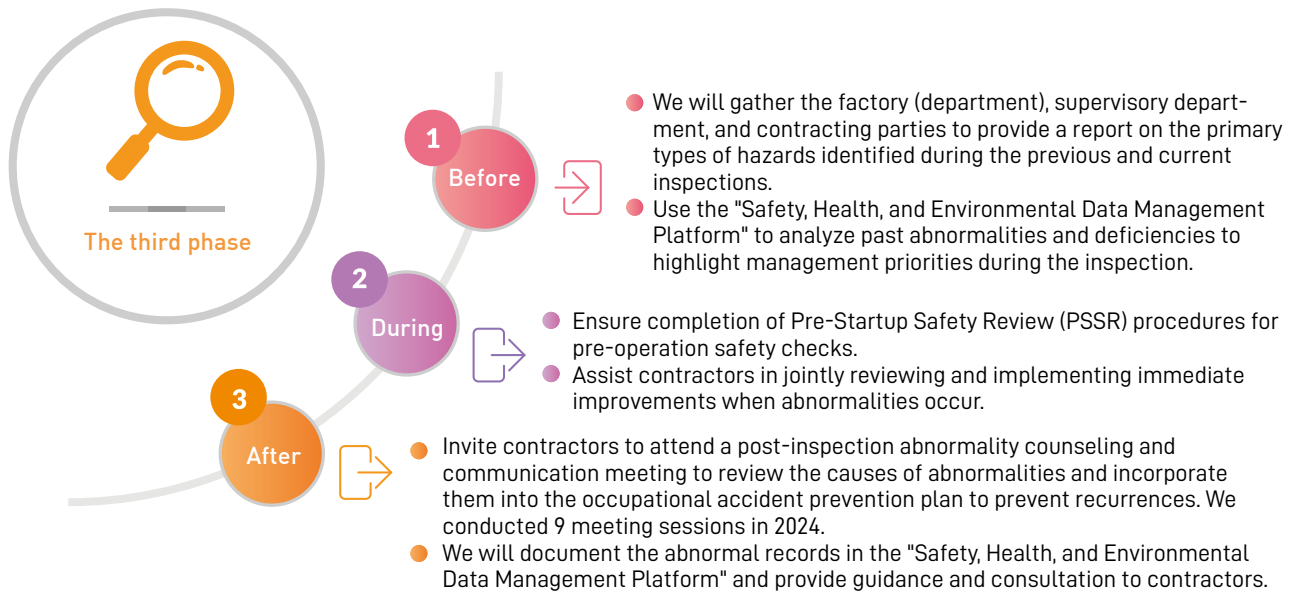 The third phase
1
Before
We will gather the factory (department), supervisory depart-
ment, and contracting parties to provide a report on the primary
types of hazards identified during the previous and current
inspections.
Use the "Safety, Health, and Environmental Data Management
Platform" to analyze past abnormalities and deficiencies to
highlight management priorities during the inspection.
2
During
Ensure completion of Pre-Startup Safety Review (PSSR) procedures for
pre-operation safety checks.
Assist contractors in jointly reviewing and implementing immediate
improvements when abnormalities occur.
3
After
Invite contractors to attend a post-inspection abnormality counseling and
communication meeting to review the causes of abnormalities and incorporate
them into the occupational accident prevention plan to prevent recurrences. We
conducted 9 meeting sessions in 2024.
We will document the abnormal records in the "Safety, Health, and Environmental
Data Management Platform" and provide guidance and consultation to contractors.